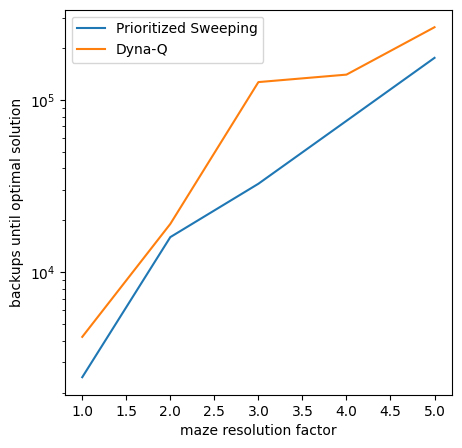 Prioritized Sweeping
Dyna-Q
backups until optimal solution
10^5
10^4
1.0 1.5 2.0 2.5 3.0 3.5 4.0 4.5 5.0
maze resolution factor